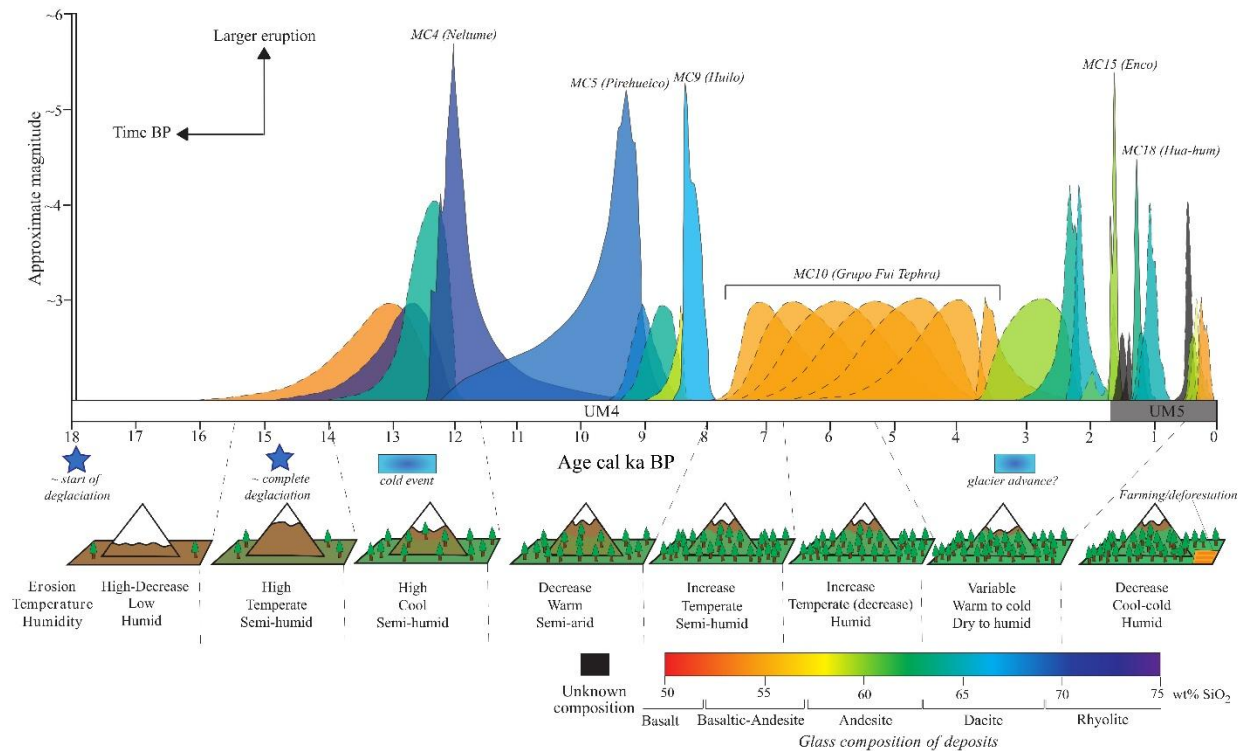 ~6
Larger eruption
MC4 (Neltume)
MC5 (Pirehueico)
MC9 (Huilo)
MC15 (Enco)
~5
Time BP
MC18 (Hua-hum)
Approximate magnitude
~4
MC10 (Grupo Fui Tephra)
~3
UM4
UM5
18 17 16 15 14 13 12 11 10 9 8 7 6 5 4 3 2 1 0
Age cal ka BP
~ start of
deglaciation
~ complete
deglaciation
cold event
glacier advance?
Farming/deforestation
Erosion
Temperature
Humidity
High-Decrease
Low
Humid
High
Temperate
Semi-humid
High
Cool
Semi-humid
Decrease
Warm
Semi-arid
Increase
Temperate
Semi-humid
Increase
Temperate (decrease)
Humid
Variable
Warm to cold
Dry to humid
Decrease
Cool-cold
Humid
Unknown
composition
50 55 60 65 70 75 wt% SiO₂
Basalt Basaltic-Andesite Andesite Dacite Rhyolite
Glass composition of deposits